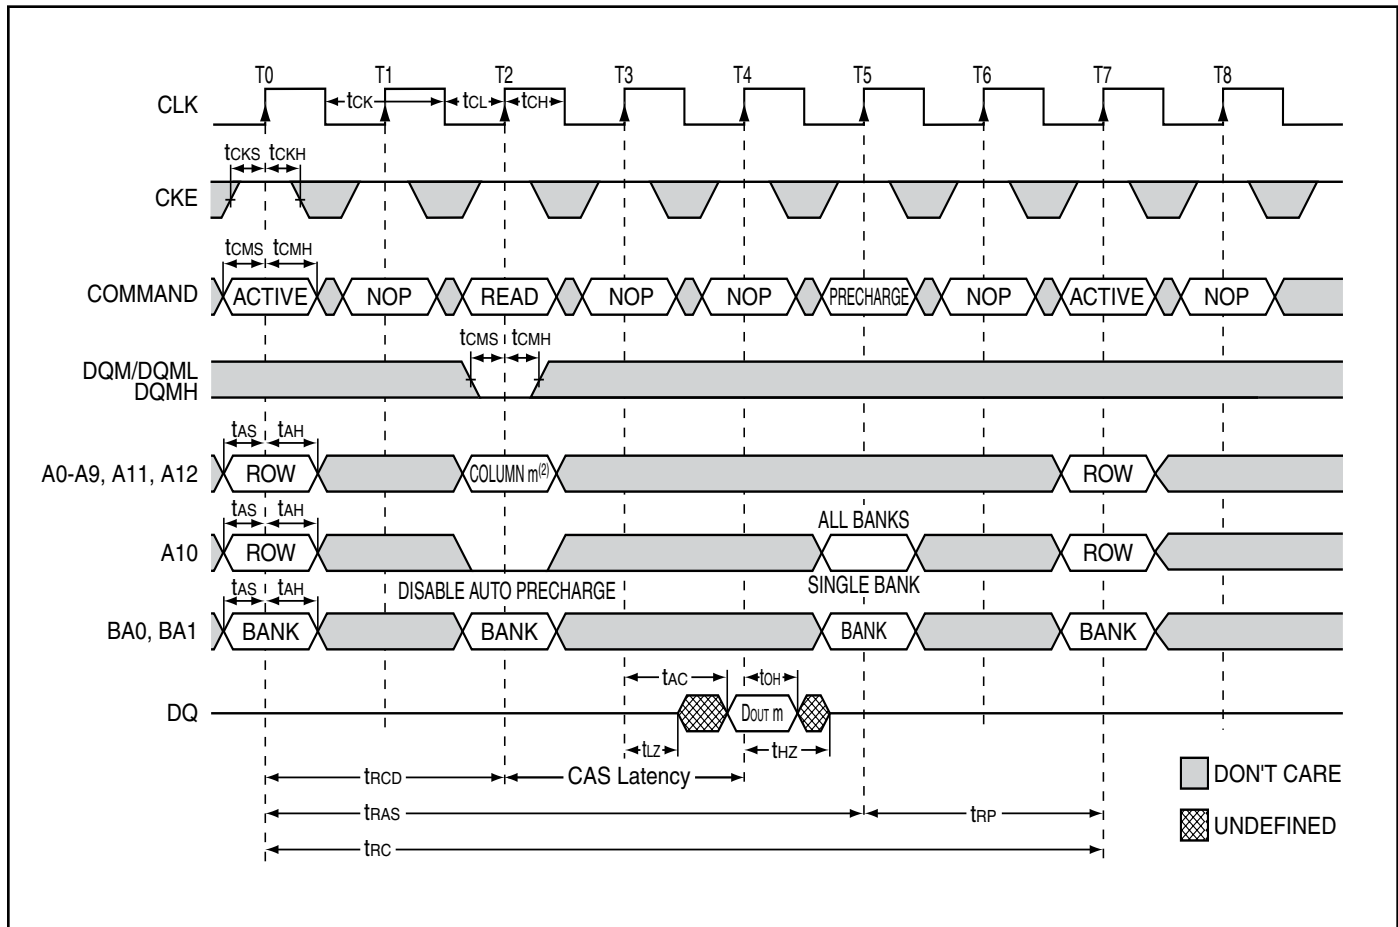 T0 T1 T2 T3 T4 T5 T6 T7 T8
CLK
tCK tCL tCH
tCKS tCKH
CKE
tCMS tCMH
COMMAND ACTIVE NOP READ NOP NOP PRECHARGE NOP ACTIVE NOP
tCMS tCMH
DQM/DQML
DQMH
tAS tAH
A0-A9, A11, A12 ROW COLUMN m(2) ROW
tAS tAH
ALL BANKS
A10 ROW ROW
DISABLE AUTO PRECHARGE SINGLE BANK
tAS tAH
BA0, BA1 BANK BANK BANK BANK
tAC tOH
DQ DOUT m
tLZ tHZ
tRCD CAS Latency
DON'T CARE
tRAS tRP
UNDEFINED
tRC